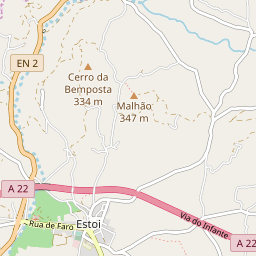 EN 2
Cerro da
Bemposta
334 m
Malhão
347 m
A 22
Rua de Faro
Estoi
Via do Infante
A 22